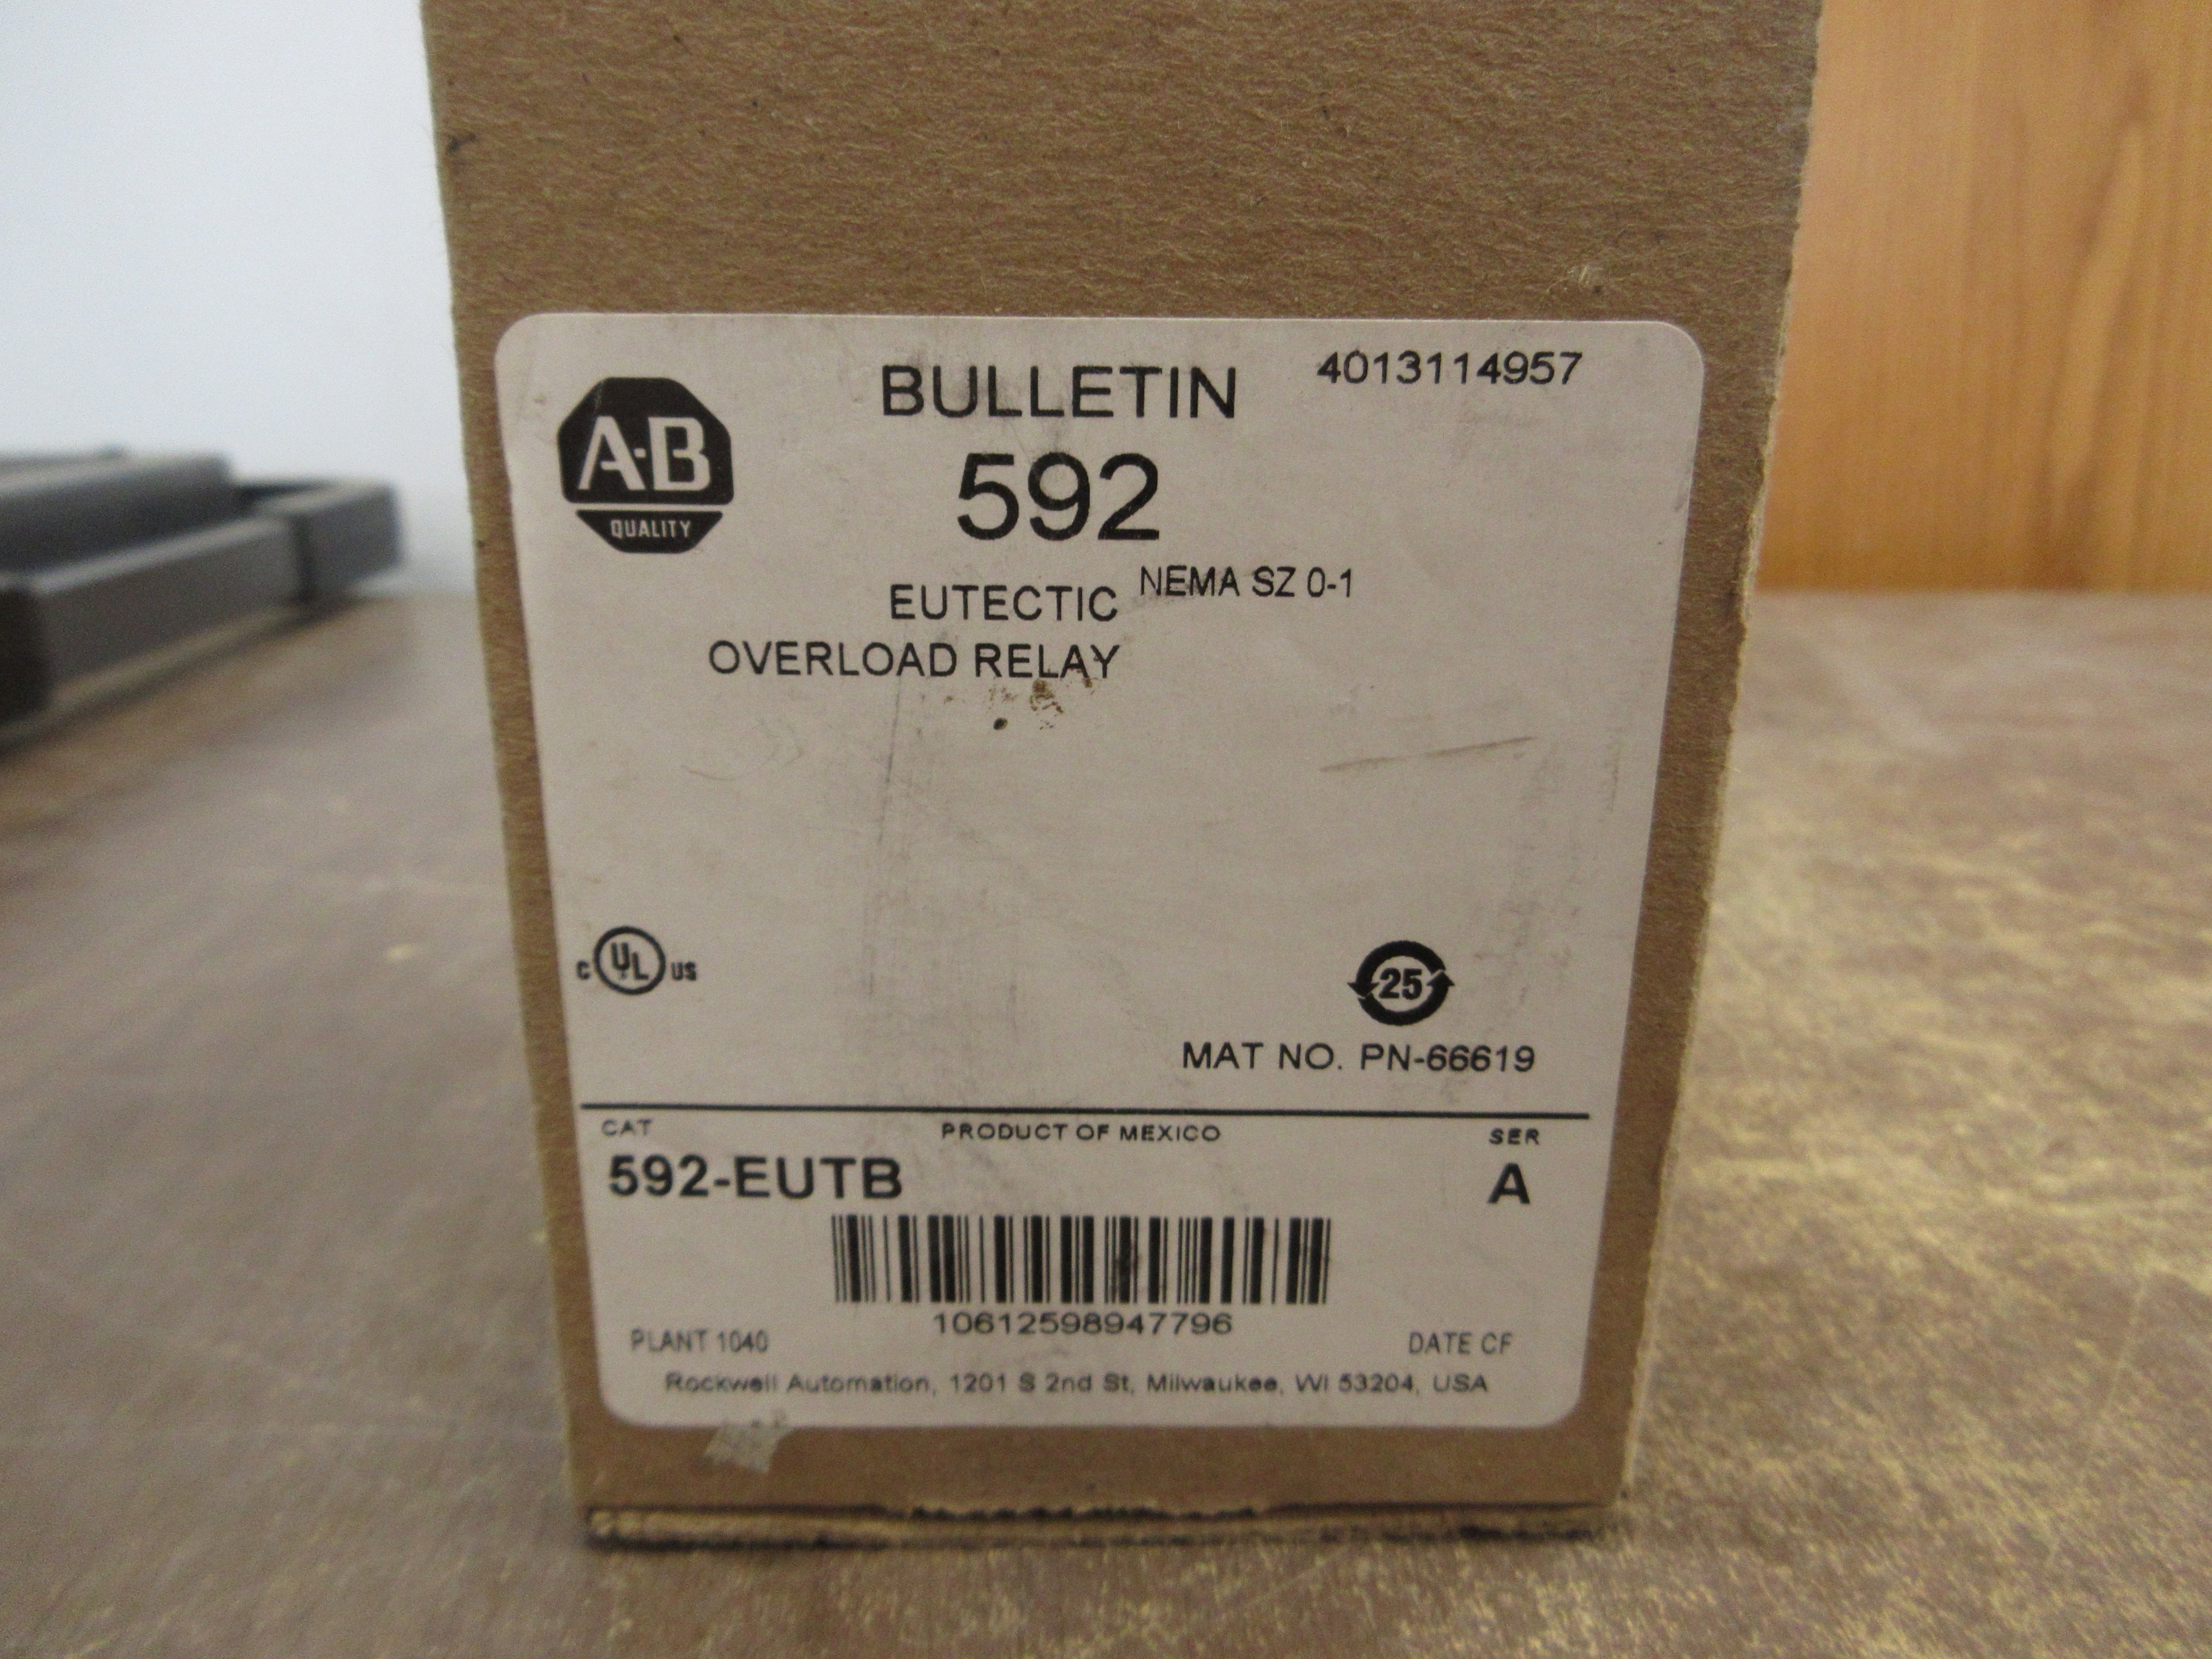 BULLETIN 4013114957
A-B
QUALITY
592
EUTECTIC NEMA SZ 0-1
OVERLOAD RELAY
C UL US
25
MAT NO. PN-66619
CAT PRODUCT OF MEXICO SER
592-EUTB A
10612598947796
PLANT 1040 DATE CF
Rockwell Automation, 1201 S 2nd St, Milwaukee, WI 53204, USA